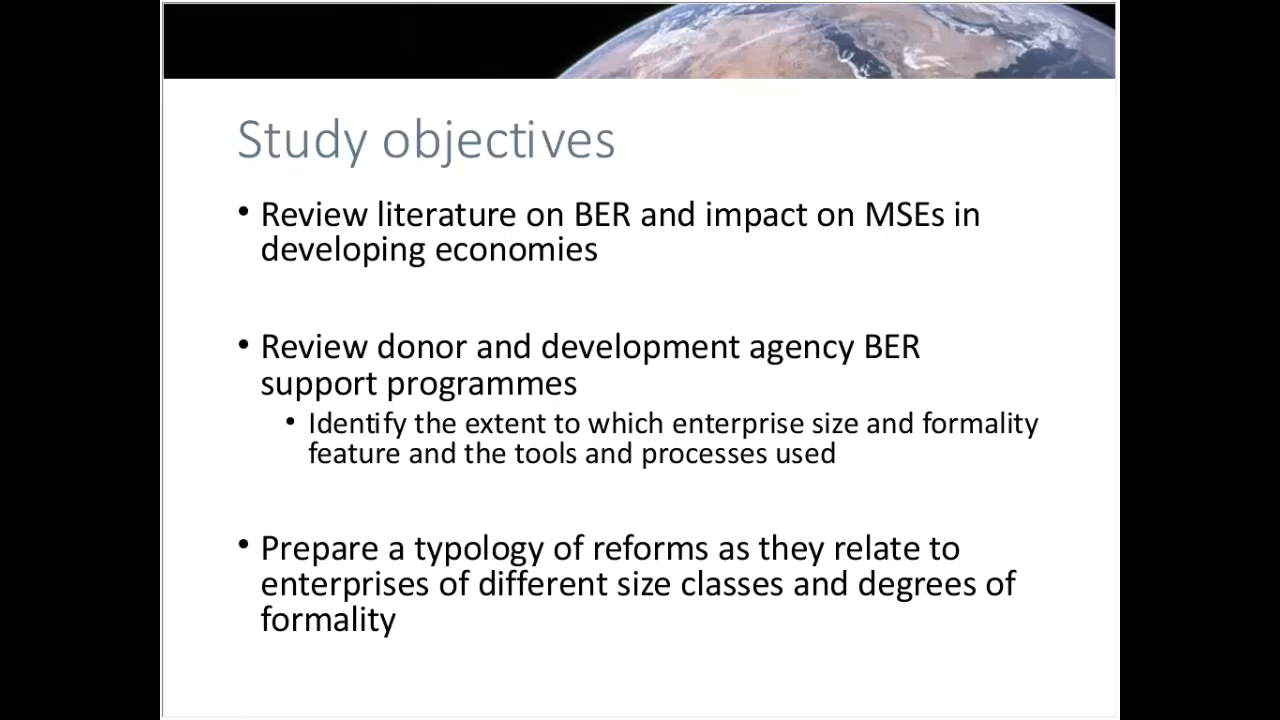 Study objectives
• Review literature on BER and impact on MSEs in
developing economies
• Review donor and development agency BER
support programmes
• Identify the extent to which enterprise size and formality
feature and the tools and processes used
• Prepare a typology of reforms as they relate to
enterprises of different size classes and degrees of
formality